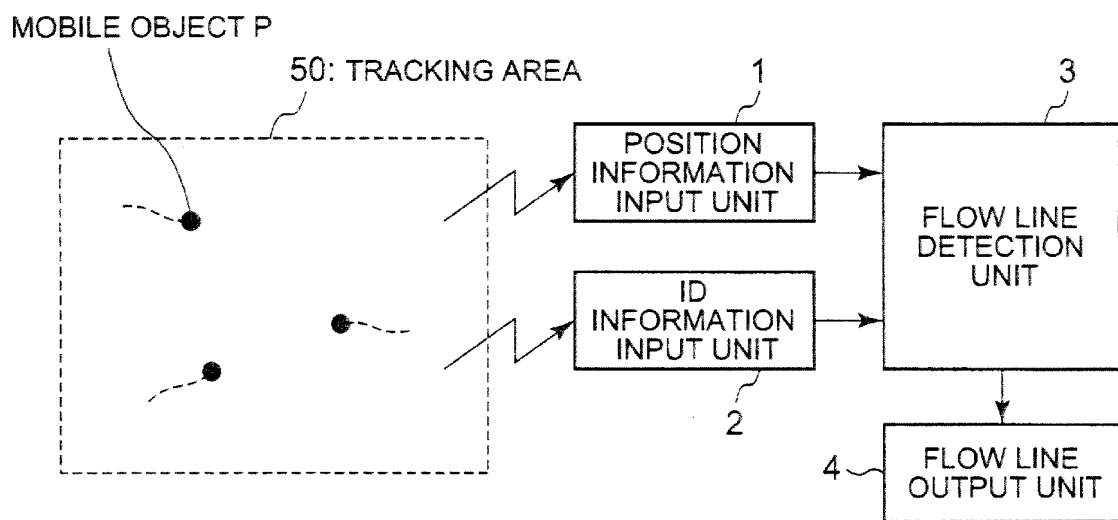 MOBILE OBJECT P
50: TRACKING AREA
1
POSITION
INFORMATION
INPUT UNIT
3
FLOW LINE
DETECTION
UNIT
ID
INFORMATION
INPUT UNIT
2
4
FLOW LINE
OUTPUT UNIT